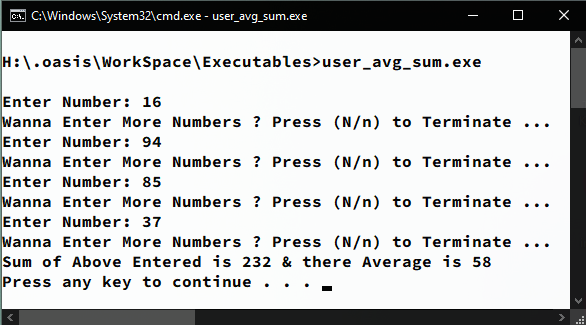 C:\Windows\System32\cmd.exe - user_avg_sum.exe
H:\.oasis\WorkSpace\Executables>user_avg_sum.exe
Enter Number: 16
Wanna Enter More Numbers ? Press (N/n) to Terminate ...
Enter Number: 94
Wanna Enter More Numbers ? Press (N/n) to Terminate ...
Enter Number: 85
Wanna Enter More Numbers ? Press (N/n) to Terminate ...
Enter Number: 37
Wanna Enter More Numbers ? Press (N/n) to Terminate ...
Sum of Above Entered is 232 & there Average is 58
Press any key to continue . . .